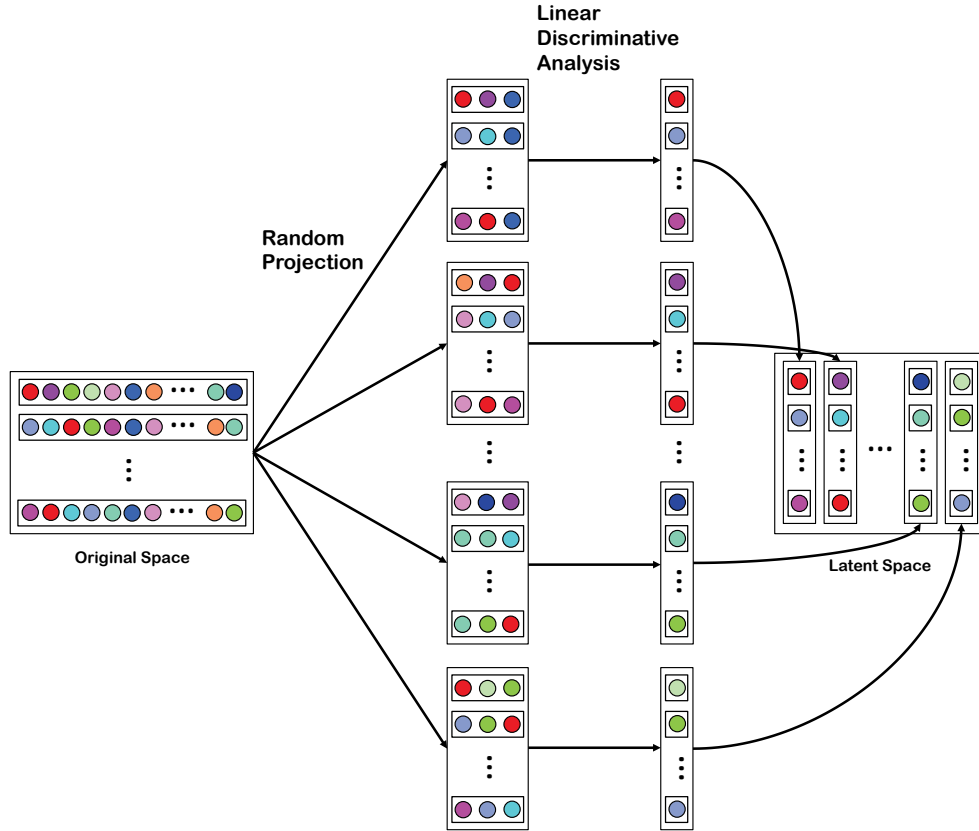 Linear
Discriminative
Analysis
Random
Projection
Original Space
Latent Space